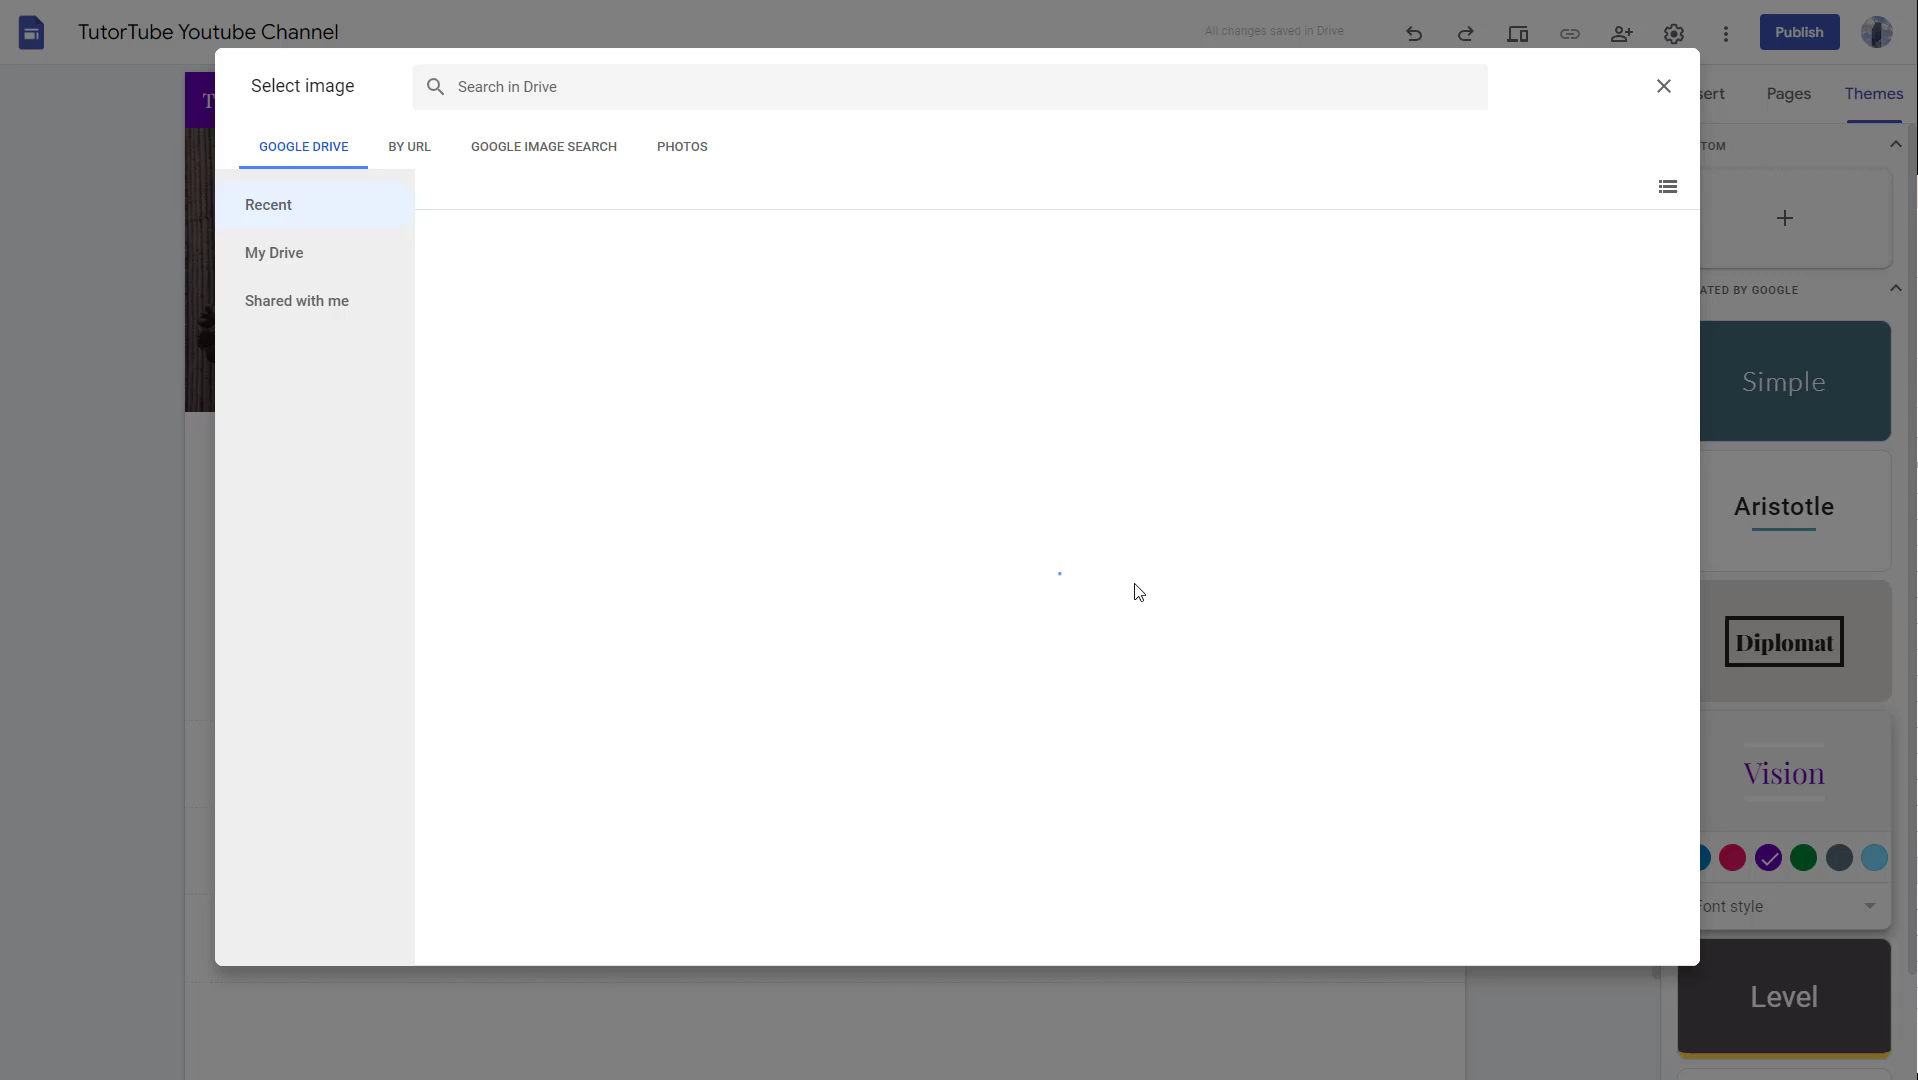 TutorTube Youtube Channel
All changes saved in Drive
Publish
Select image
Search in Drive
GOOGLE DRIVE
BY URL
GOOGLE IMAGE SEARCH
PHOTOS
Recent
My Drive
Shared with me
T
sert
Pages
Themes
TOM
ATED BY GOOGLE
Simple
Aristotle
Diplomat
Vision
Font style
Level